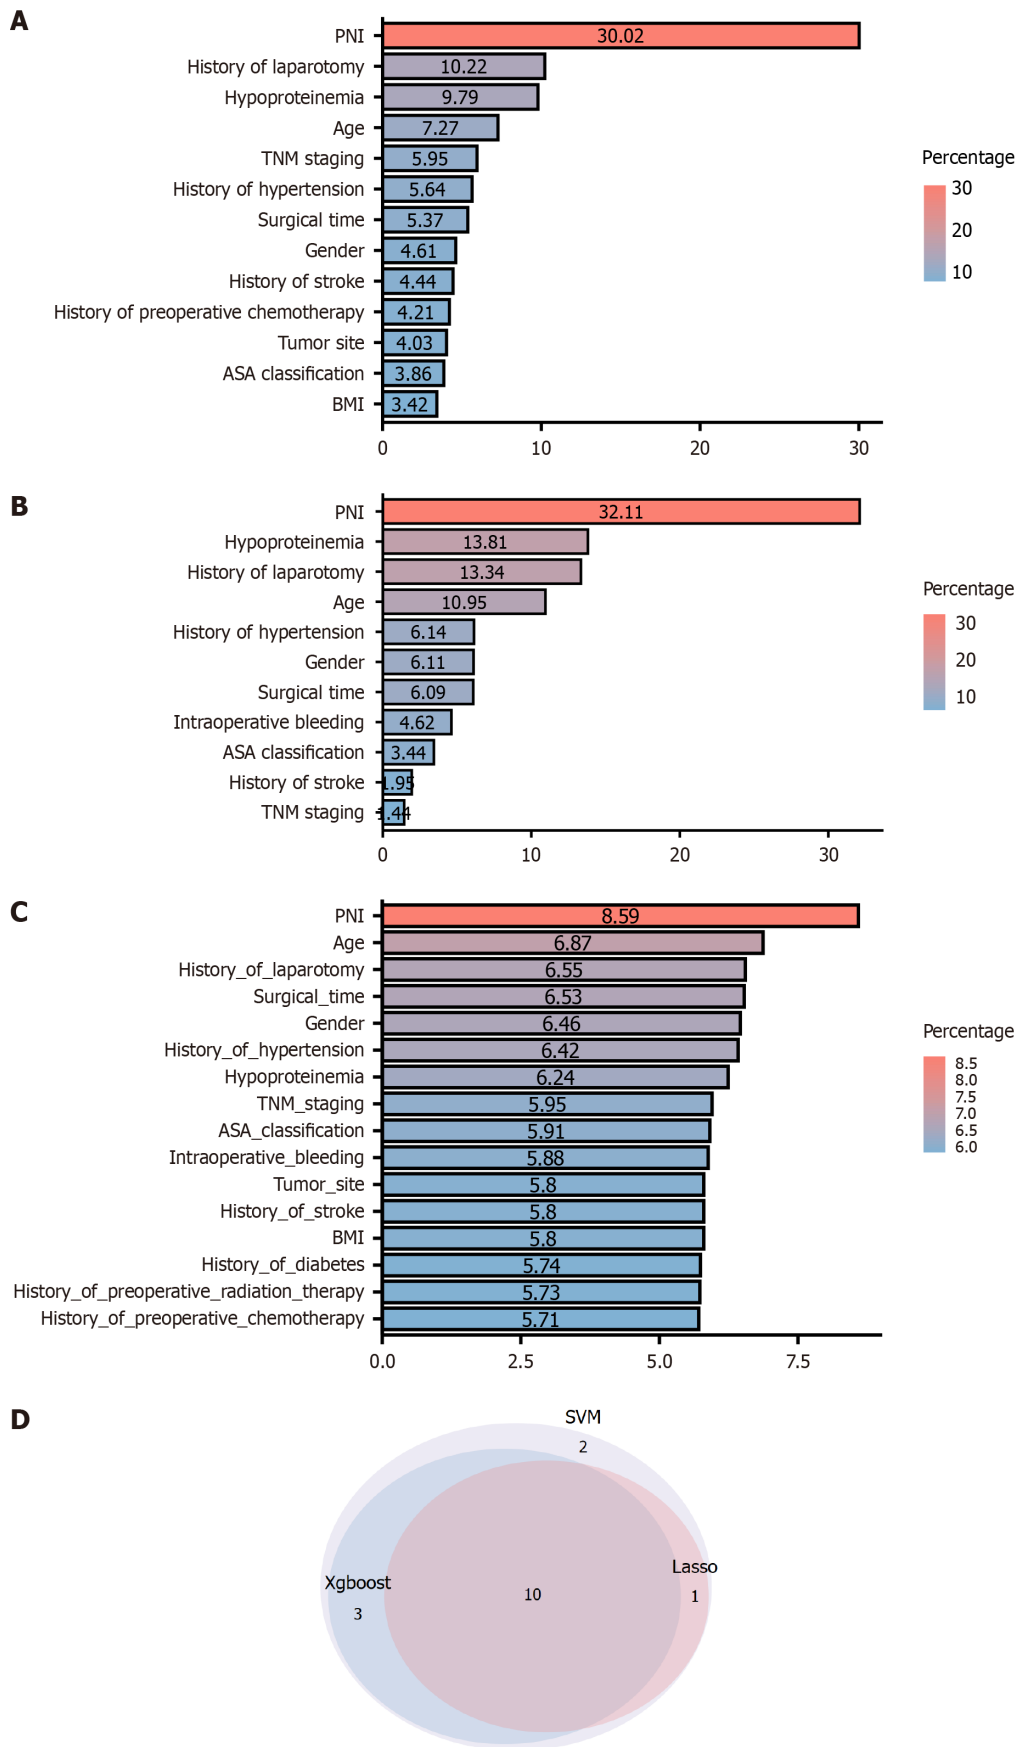 A
PNI 30.02
History of laparotomy 10.22
Hypoproteinemia 9.79
Age 7.27
TNM staging 5.95
History of hypertension 5.64
Surgical time 5.37
Gender 4.61
History of stroke 4.44
History of preoperative chemotherapy 4.21
Tumor site 4.03
ASA classification 3.86
BMI 3.42
0 10 20 30
Percentage
30
20
10
B
PNI 32.11
Hypoproteinemia 13.81
History of laparotomy 13.34
Age 10.95
History of hypertension 6.14
Gender 6.11
Surgical time 6.09
Intraoperative bleeding 4.62
ASA classification 3.44
History of stroke 1.95
TNM staging 1.44
0 10 20 30
Percentage
30
20
10
C
PNI 8.59
Age 6.87
History_of_laparotomy 6.55
Surgical_time 6.53
Gender 6.46
History_of_hypertension 6.42
Hypoproteinemia 6.24
TNM_staging 5.95
ASA_classification 5.91
Intraoperative_bleeding 5.88
Tumor_site 5.8
History_of_stroke 5.8
BMI 5.8
History_of_diabetes 5.74
History_of_preoperative_radiation_therapy 5.73
History_of_preoperative_chemotherapy 5.71
0.0 2.5 5.0 7.5
Percentage
8.5
8.0
7.5
7.0
6.5
6.0
D
SVM
2
Xgboost
3
10
Lasso
1